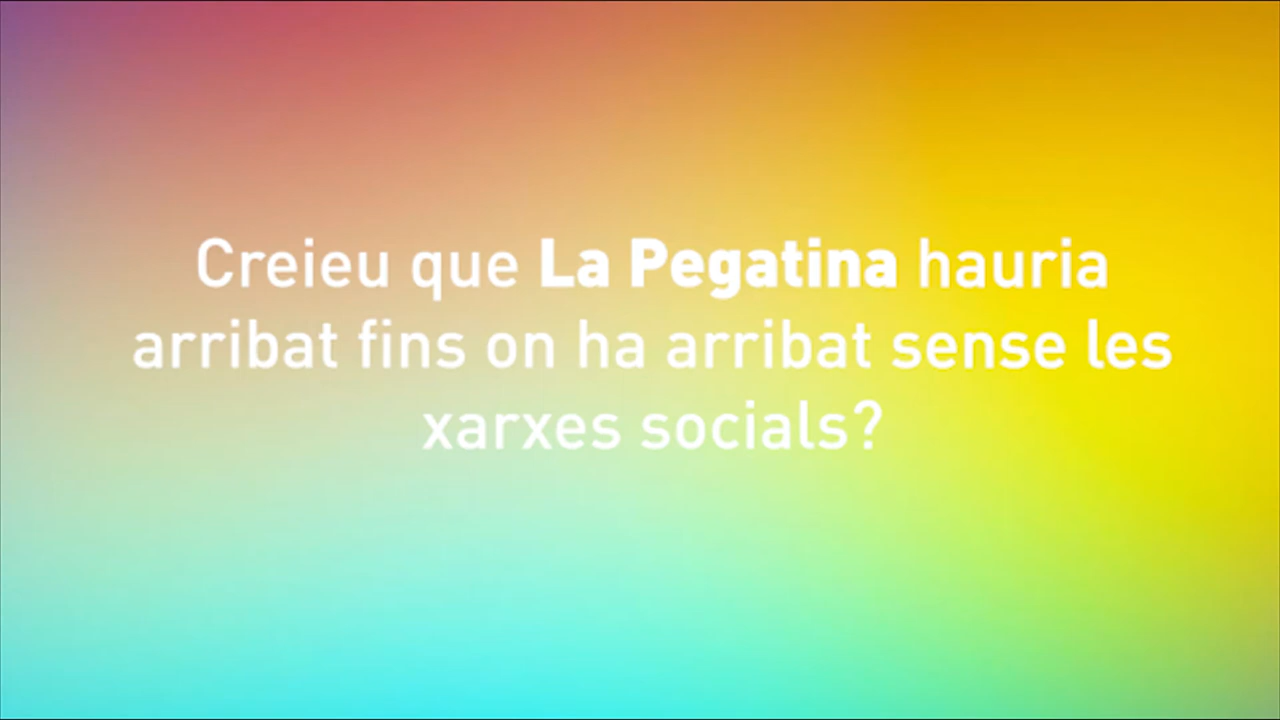 Creieu que La Pegatina hauria
arribat fins on ha arribat sense les
xarxes socials?